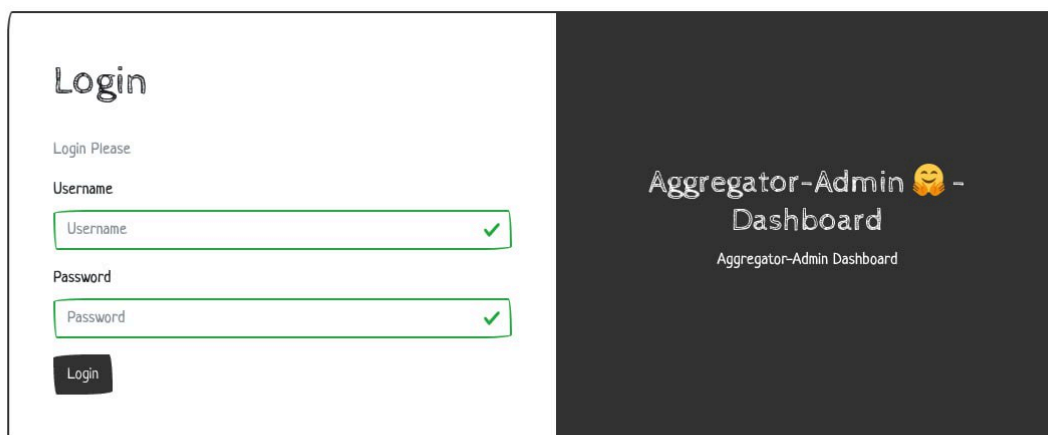 Login
Login Please
Username
Username
Password
Password
Login
Aggregator-Admin 🤗 -
Dashboard
Aggregator-Admin Dashboard